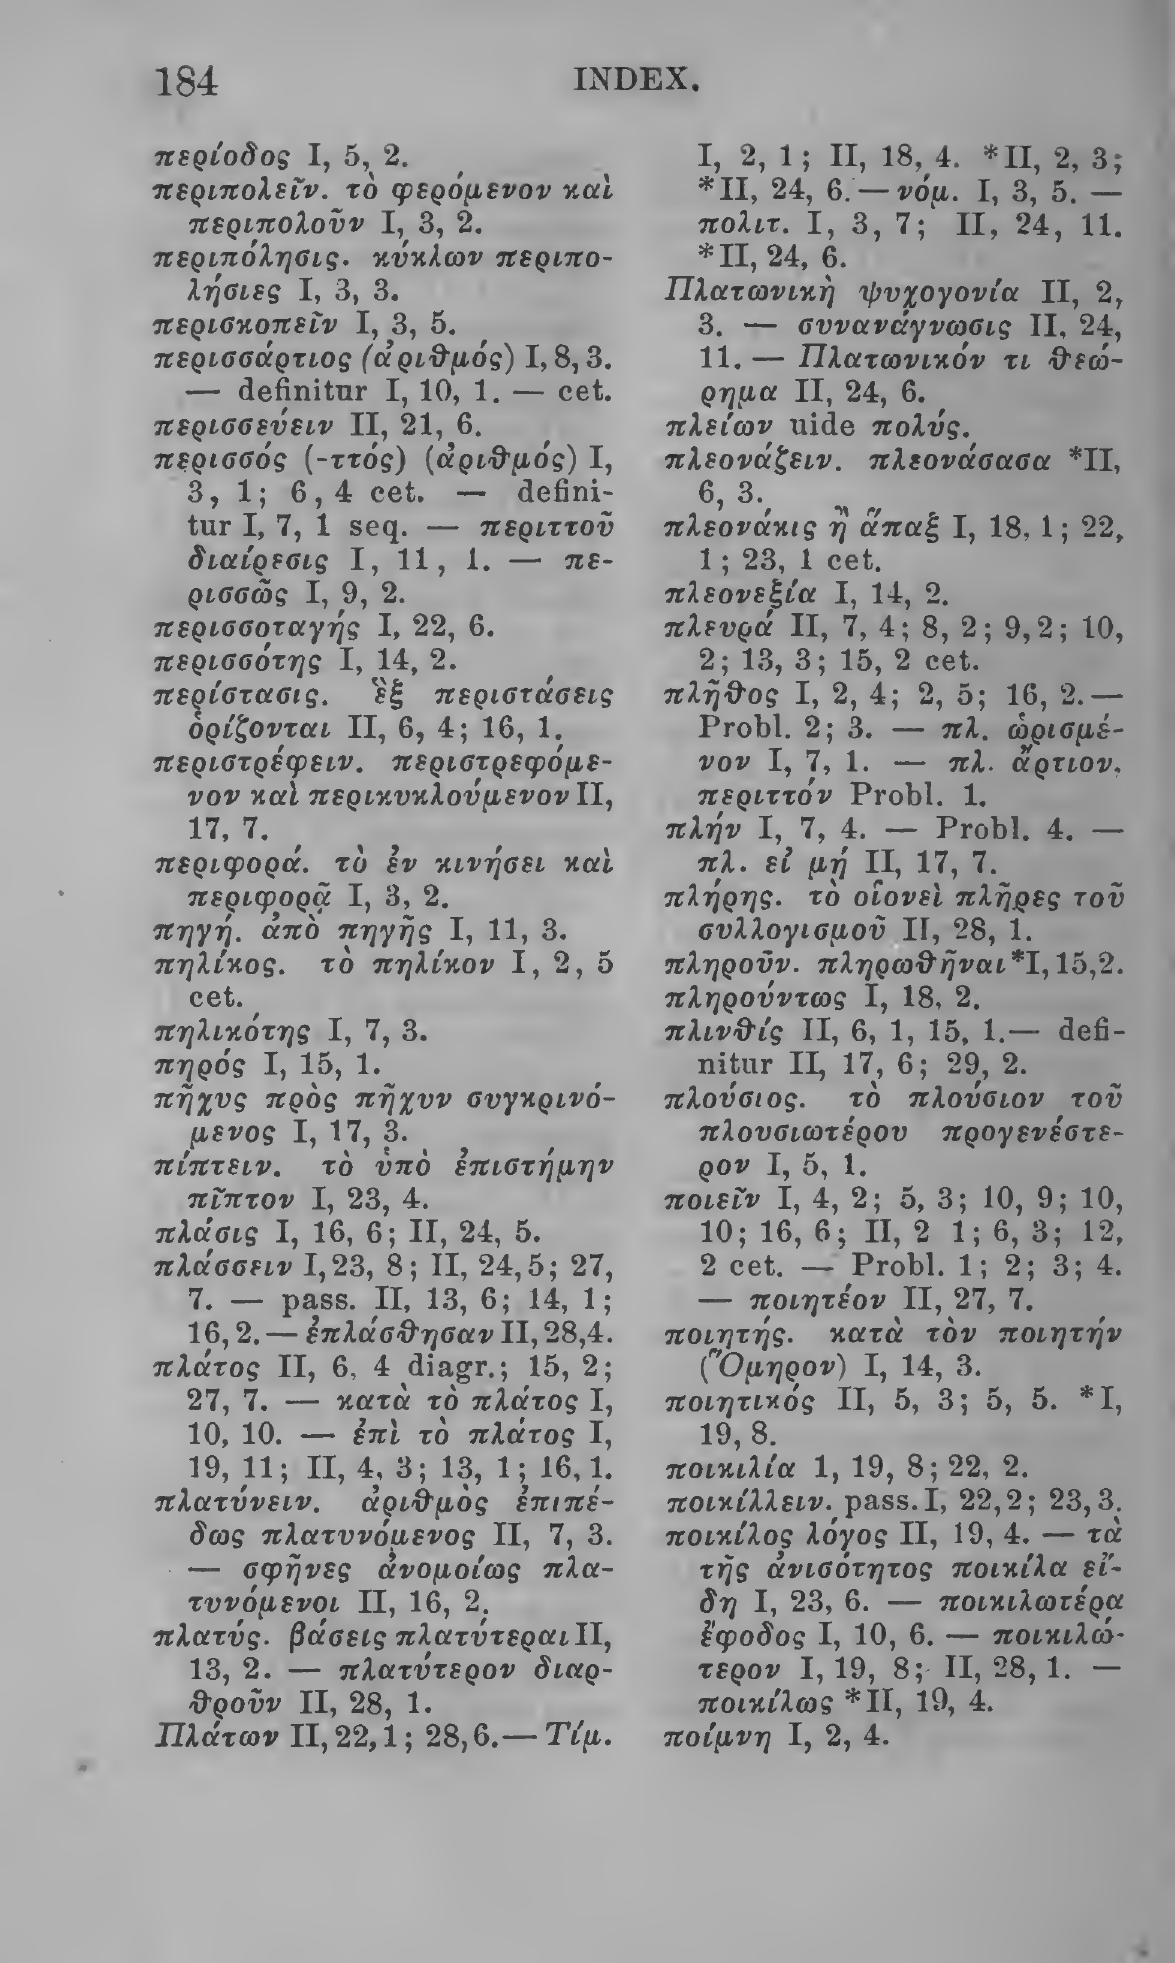 184 INDEX.
περίοδος I, 5, 2.
περιπολεῖν. τὸ φερόμενον καὶ
περιπολοῦν I, 3, 2.
περιπόλησις. κύκλων περιπο-
λήσιες I, 3, 3.
περισκοπεῖν I, 3, 5.
περισσάρτιος (ἀριθμός) I, 8, 3.
— definitur I, 10, 1. — cet.
περισσεύειν II, 21, 6.
περισσός (-ττός) (ἀριθμός) I,
3, 1; 6, 4 cet. — defini-
tur I, 7, 1 seq. — περιττοῦ
διαίρεσις I, 11, 1. — πε-
ρισσῶς I, 9, 2.
περισσοταγής I, 22, 6.
περισσότης I, 14, 2.
περίστασις. ἓξ περιστάσεις
ὁρίζονται II, 6, 4; 16, 1.
περιστρέφειν. περιστρεφόμε-
νον καὶ περικυκλούμενον II,
17, 7.
περιφορά. τὸ ἐν κινήσει καὶ
περιφορᾷ I, 3, 2.
πηγή. ἀπὸ πηγῆς I, 11, 3.
πηλίκος. τὸ πηλίκον I, 2, 5
cet.
πηλικότης I, 7, 3.
πηρός I, 15, 1.
πῆχυς πρὸς πῆχυν συγκρινό-
μενος I, 17, 3.
πίπτειν. τὸ ὑπὸ ἐπιστήμην
πῖπτον I, 23, 4.
πλάσις I, 16, 6; II, 24, 5.
πλάσσειν I, 23, 8; II, 24, 5; 27,
7. — pass. II, 13, 6; 14, 1;
16, 2. — ἐπλάσθησαν II, 28, 4.
πλάτος II, 6, 4 diagr.; 15, 2;
27, 7. — κατὰ τὸ πλάτος I,
10, 10. — ἐπὶ τὸ πλάτος I,
19, 11; II, 4, 3; 13, 1; 16, 1.
πλατύνειν. ἀριθμὸς ἐπιπέ-
δως πλατυνόμενος II, 7, 3.
— σφῆνες ἀνομοίως πλα-
τυνόμενοι II, 16, 2.
πλατύς. βάσεις πλατύτεραι II,
13, 2. — πλατύτερον διαρ-
θροῦν II, 28, 1.
Πλάτων II, 22, 1; 28, 6. — Τίμ.
I, 2, 1; II, 18, 4. *II, 2, 3;
*II, 24, 6. — νόμ. I, 3, 5. —
πολιτ. I, 3, 7; II, 24, 11.
*II, 24, 6.
Πλατωνικὴ ψυχογονία II, 2,
3. — συνανάγνωσις II, 24,
11. — Πλατωνικόν τι θεώ-
ρημα II, 24, 6.
πλείων uide πολύς.
πλεονάζειν. πλεονάσασα *II,
6, 3.
πλεονάκις ἢ ἅπαξ I, 18, 1; 22,
1; 23, 1 cet.
πλεονεξία I, 14, 2.
πλευρά II, 7, 4; 8, 2; 9, 2; 10,
2; 13, 3; 15, 2 cet.
πλῆθος I, 2, 4; 2, 5; 16, 2. —
Probl. 2; 3. — πλ. ὡρισμέ-
νον I, 7, 1. — πλ. ἄρτιον,
περιττόν Probl. 1.
πλήν I, 7, 4. — Probl. 4. —
πλ. εἰ μή II, 17, 7.
πλήρης. τὸ οἱονεὶ πλῆρες τοῦ
συλλογισμοῦ II, 28, 1.
πληροῦν. πληρωθῆναι *I, 15, 2.
πληρούντως I, 18, 2.
πλινθίς II, 6, 1, 15, 1. — defi-
nitur II, 17, 6; 29, 2.
πλούσιος. τὸ πλούσιον τοῦ
πλουσιωτέρου προγενέστε-
ρον I, 5, 1.
ποιεῖν I, 4, 2; 5, 3; 10, 9; 10,
10; 16, 6; II, 2 1; 6, 3; 12,
2 cet. — Probl. 1; 2; 3; 4.
— ποιητέον II, 27, 7.
ποιητής. κατὰ τὸν ποιητήν
(Ὅμηρον) I, 14, 3.
ποιητικός II, 5, 3; 5, 5. *I,
19, 8.
ποικιλία 1, 19, 8; 22, 2.
ποικίλλειν. pass. I, 22, 2; 23, 3.
ποικίλος λόγος II, 19, 4. — τὰ
τῆς ἀνισότητος ποικίλα εἴ-
δη I, 23, 6. — ποικιλωτέρα
ἔφοδος I, 10, 6. — ποικιλώ-
τερον I, 19, 8; II, 28, 1. —
ποικίλως *II, 19, 4.
ποίμνη I, 2, 4.